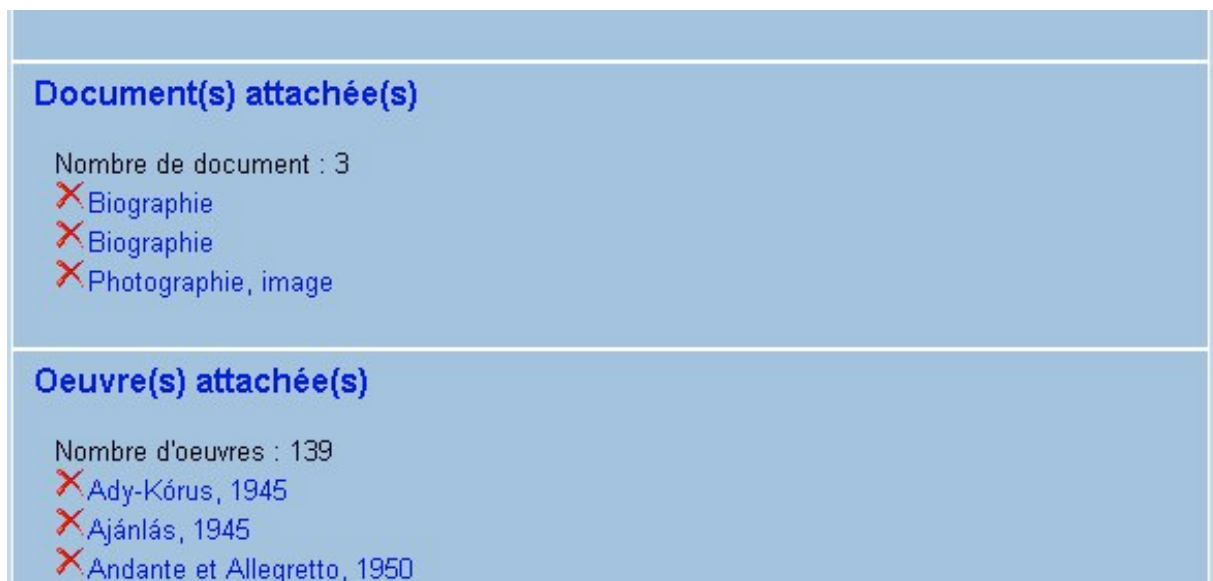 Document(s) attachée(s)
Nombre de document : 3
Biographie
Biographie
Photographie, image
Oeuvre(s) attachée(s)
Nombre d'oeuvres : 139
Ady-Kórus, 1945
Ajánlás, 1945
Andante et Allegretto, 1950